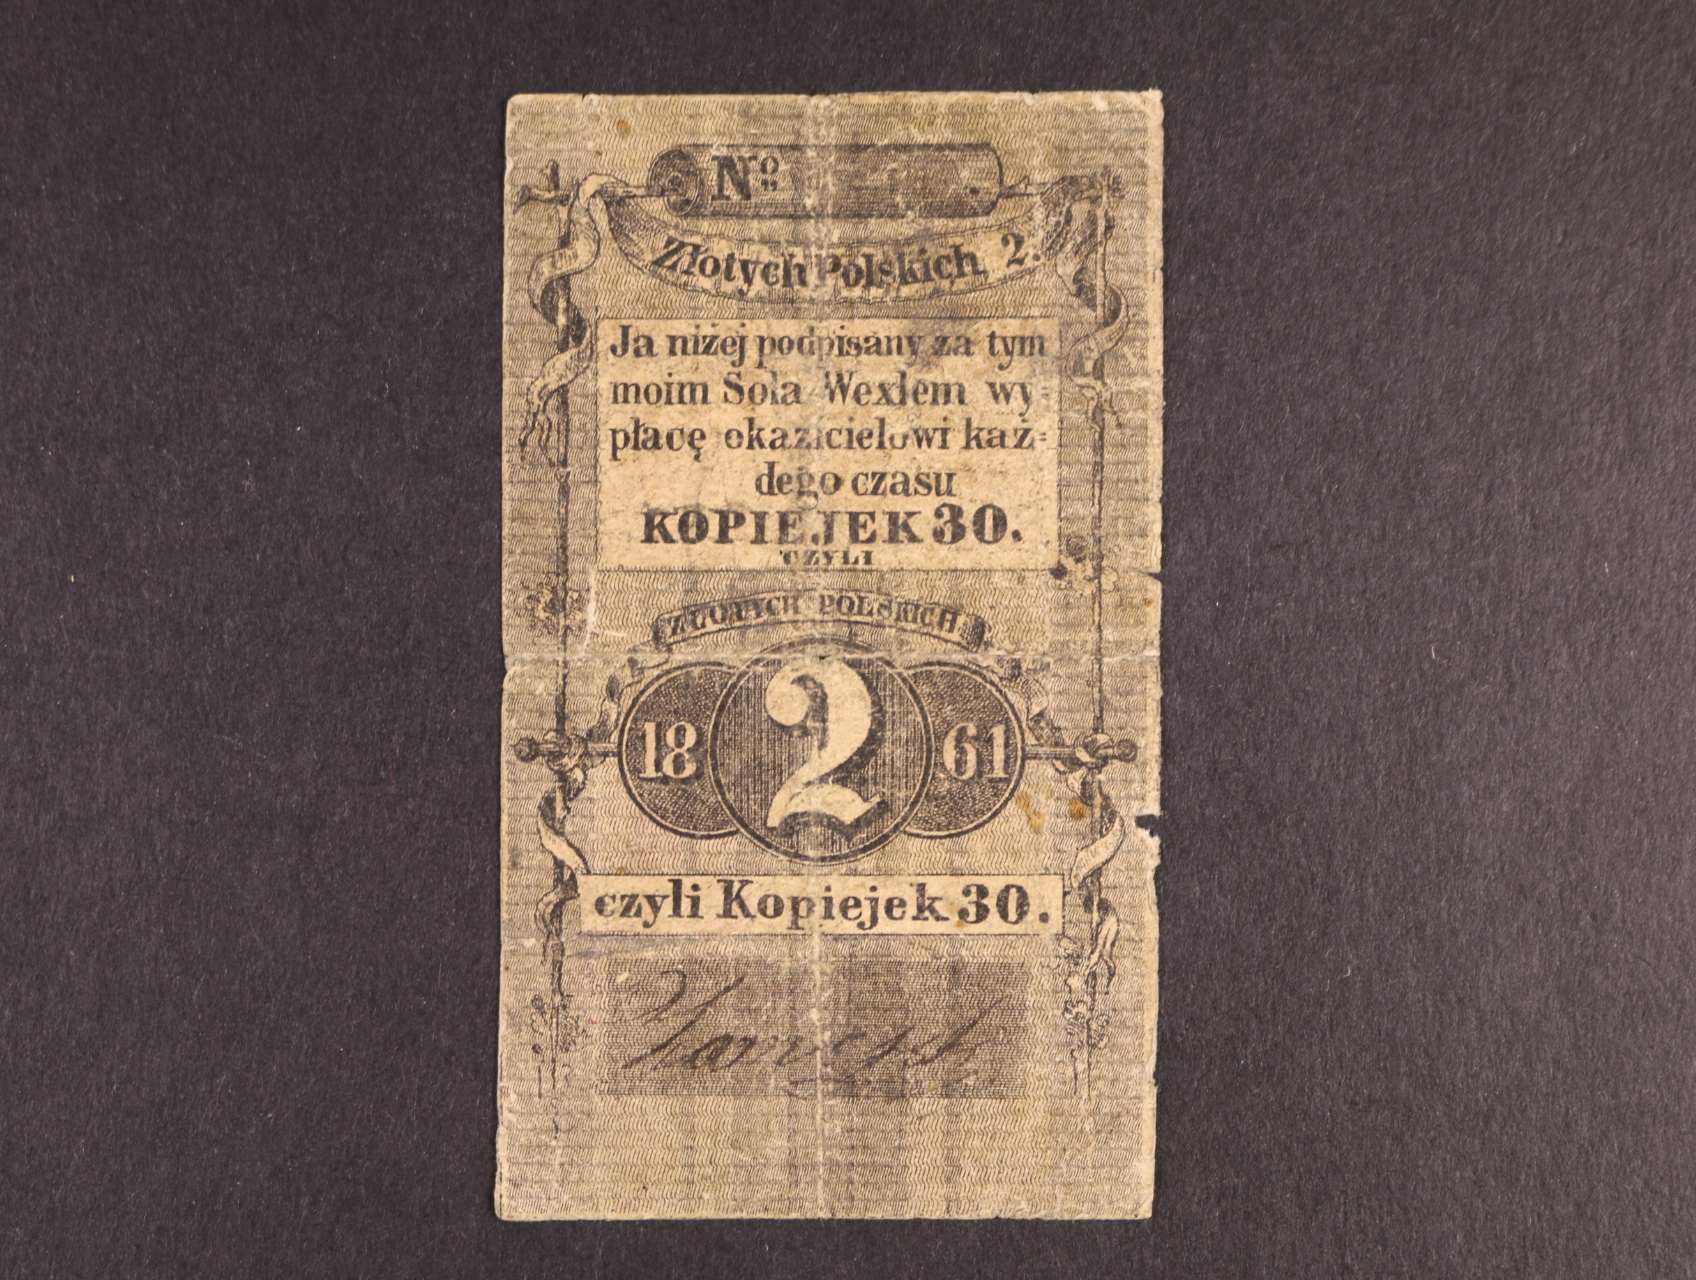 No
Złotych Polskich 2.
Ja niżej podpisany za tym
moim Sola Wexlem wy-
płacę okazicielowi każ-
dego czasu
KOPIEJEK 30.
CZYLI
ZŁOTYCH POLSKICH
18 2 61
czyli Kopiejek 30.